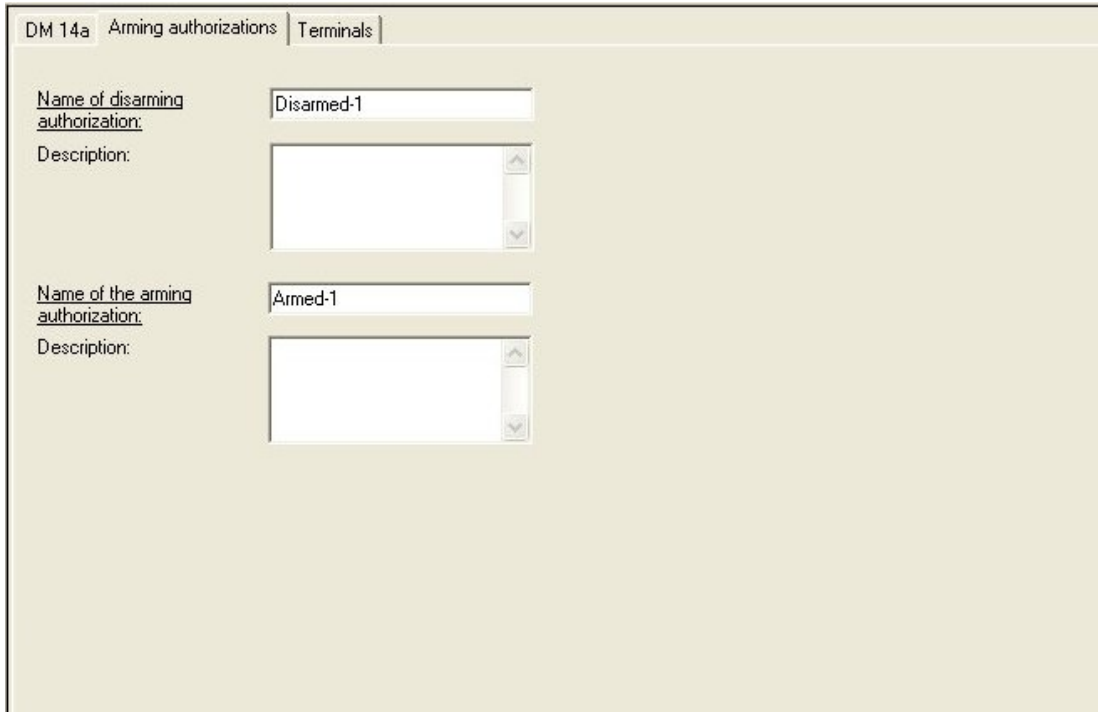 DM 14a Arming authorizations Terminals
Name of disarming
authorization:
Disarmed-1
Description:
Name of the arming
authorization:
Armed-1
Description: